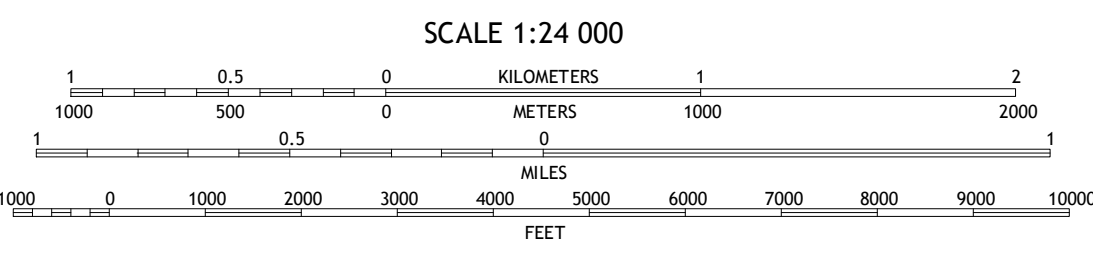 SCALE 1:24 000
1 0.5 0 KILOMETERS 1 2
1000 500 0 METERS 1000 2000
1 0.5 0 1
MILES
1000 0 1000 2000 3000 4000 5000 6000 7000 8000 9000 10000
FEET